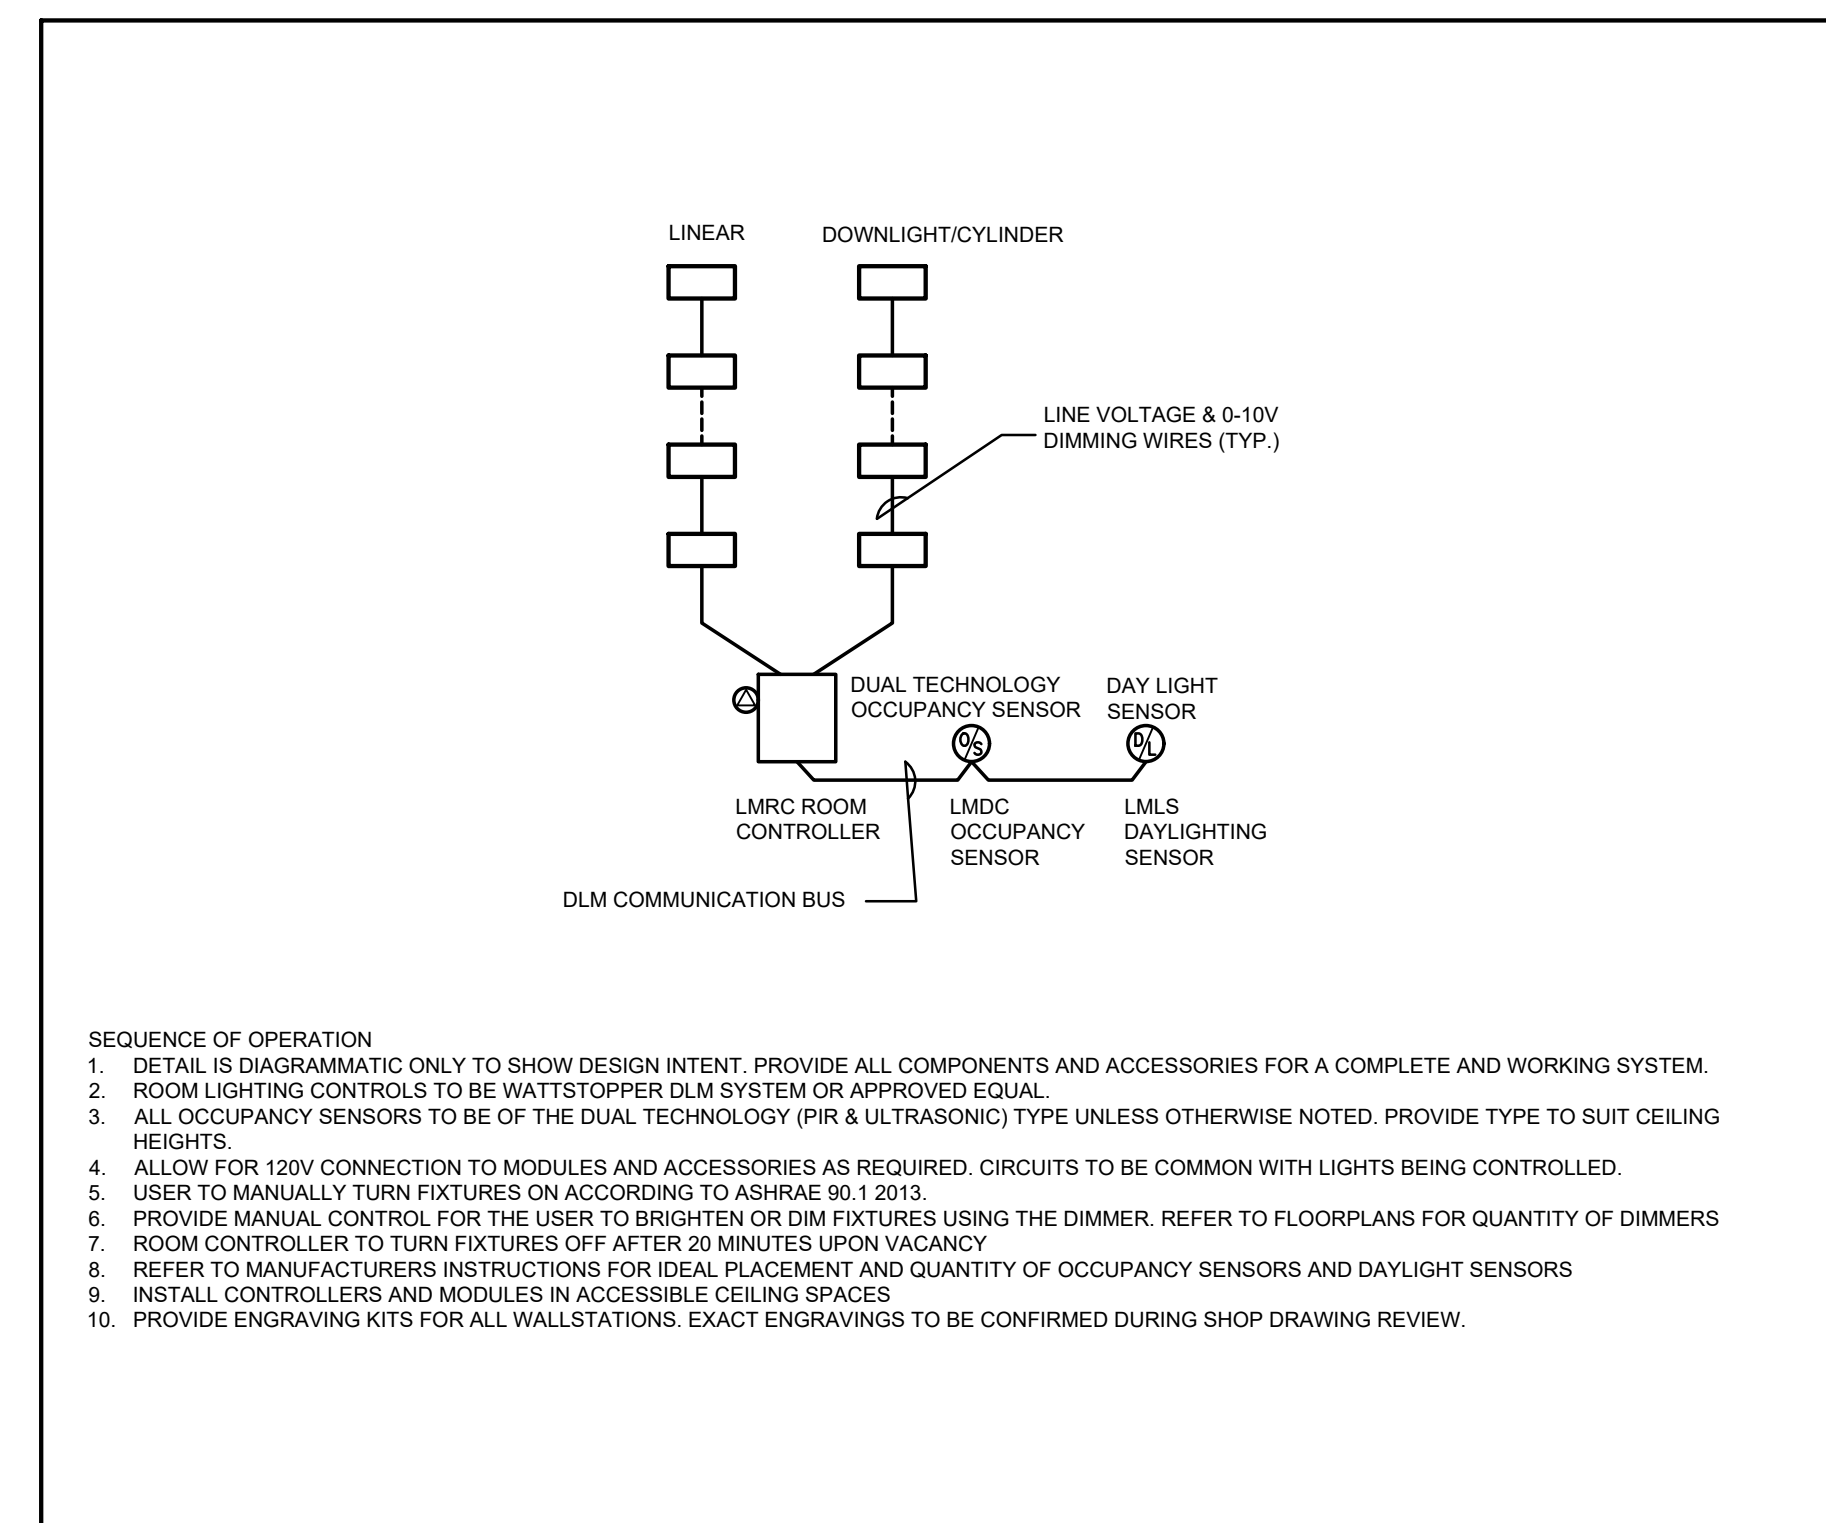 LINEAR
DOWNLIGHT/CYLINDER
LINE VOLTAGE & 0-10V
DIMMING WIRES (TYP.)
DUAL TECHNOLOGY
OCCUPANCY SENSOR
DAY LIGHT
SENSOR
O/S
D/L
LMRC ROOM
CONTROLLER
LMDC
OCCUPANCY
SENSOR
LMLS
DAYLIGHTING
SENSOR
DLM COMMUNICATION BUS
SEQUENCE OF OPERATION
1. DETAIL IS DIAGRAMMATIC ONLY TO SHOW DESIGN INTENT. PROVIDE ALL COMPONENTS AND ACCESSORIES FOR A COMPLETE AND WORKING SYSTEM.
2. ROOM LIGHTING CONTROLS TO BE WATTSTOPPER DLM SYSTEM OR APPROVED EQUAL.
3. ALL OCCUPANCY SENSORS TO BE OF THE DUAL TECHNOLOGY (PIR & ULTRASONIC) TYPE UNLESS OTHERWISE NOTED. PROVIDE TYPE TO SUIT CEILING
HEIGHTS.
4. ALLOW FOR 120V CONNECTION TO MODULES AND ACCESSORIES AS REQUIRED. CIRCUITS TO BE COMMON WITH LIGHTS BEING CONTROLLED.
5. USER TO MANUALLY TURN FIXTURES ON ACCORDING TO ASHRAE 90.1 2013.
6. PROVIDE MANUAL CONTROL FOR THE USER TO BRIGHTEN OR DIM FIXTURES USING THE DIMMER. REFER TO FLOORPLANS FOR QUANTITY OF DIMMERS
7. ROOM CONTROLLER TO TURN FIXTURES OFF AFTER 20 MINUTES UPON VACANCY
8. REFER TO MANUFACTURERS INSTRUCTIONS FOR IDEAL PLACEMENT AND QUANTITY OF OCCUPANCY SENSORS AND DAYLIGHT SENSORS
9. INSTALL CONTROLLERS AND MODULES IN ACCESSIBLE CEILING SPACES
10. PROVIDE ENGRAVING KITS FOR ALL WALLSTATIONS. EXACT ENGRAVINGS TO BE CONFIRMED DURING SHOP DRAWING REVIEW.